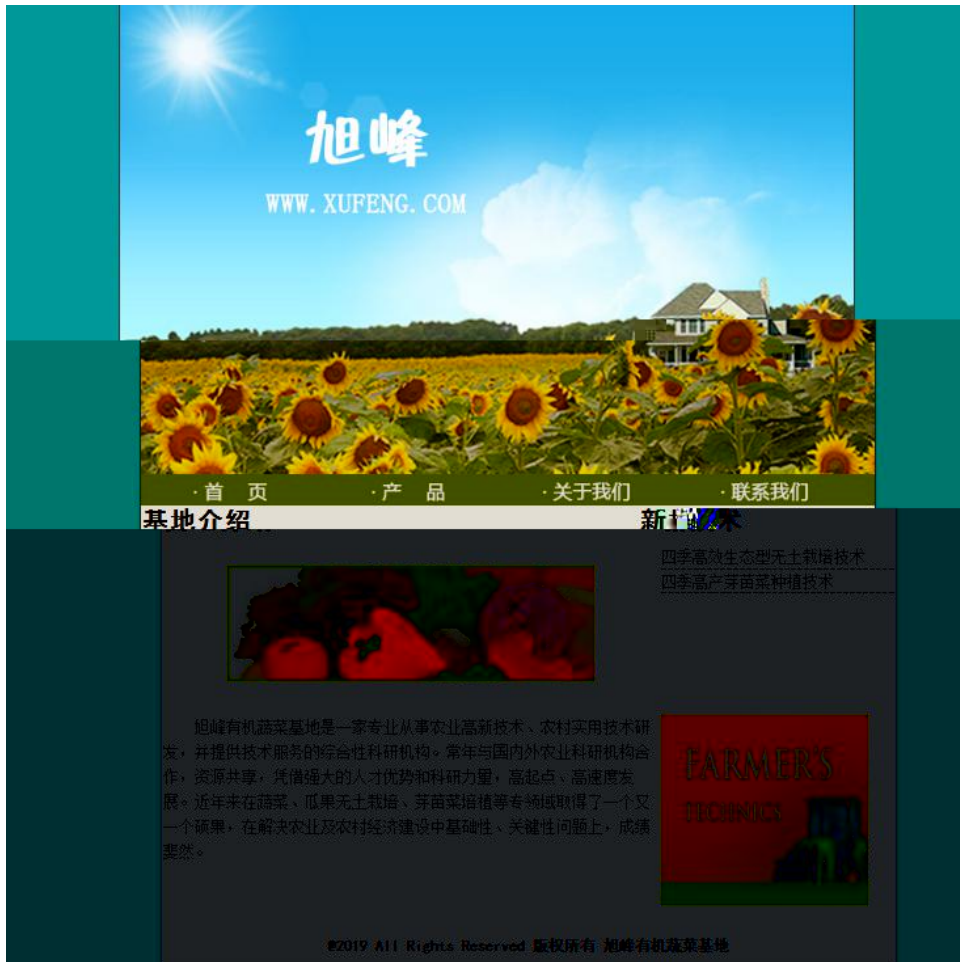 旭峰
WWW. XUFENG. COM
·首 页 ·产 品 ·关于我们 ·联系我们
基地介绍
新 术
四季高效生态型无土栽培技术
四季高产芽苗菜种植技术
旭峰有机蔬菜基地是一家专业从事农业高新技术、农村实用技术研
发，并提供技术服务的综合性科研机构。常年与国内外农业科研机构合
作，资源共享，凭借强大的人才优势和科研力量，高起点、高速度发
展。近年来在蔬菜、瓜果无土栽培、芽苗菜培植等专领域取得了一个又
一个硕果，在解决农业及农村经济建设中基础性、关键性问题上，成绩
斐然。
FARMER'S
TECHNICS
©2019 All Rights Reserved 版权所有 旭峰有机蔬菜基地